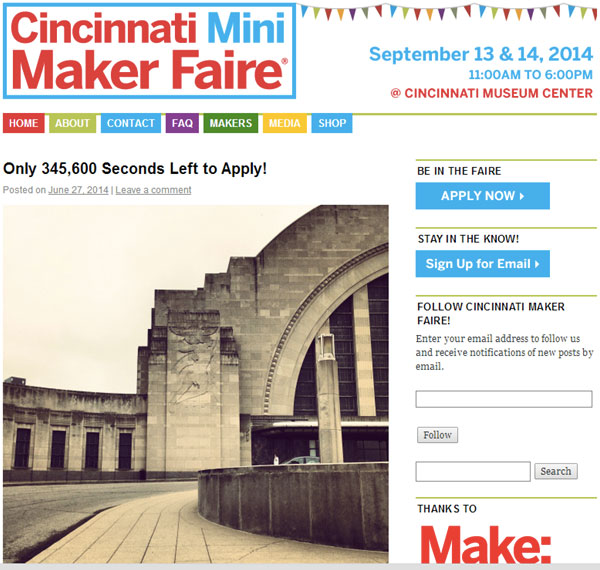 Cincinnati Mini
Maker Faire®
September 13 & 14, 2014
11:00AM TO 6:00PM
@ CINCINNATI MUSEUM CENTER
HOME ABOUT CONTACT FAQ MAKERS MEDIA SHOP
Only 345,600 Seconds Left to Apply!
Posted on June 27, 2014 | Leave a comment
BE IN THE FAIRE
APPLY NOW
STAY IN THE KNOW!
Sign Up for Email
FOLLOW CINCINNATI MAKER
FAIRE!
Enter your email address to follow us
and receive notifications of new posts by
email.
Follow
Search
THANKS TO
Make: